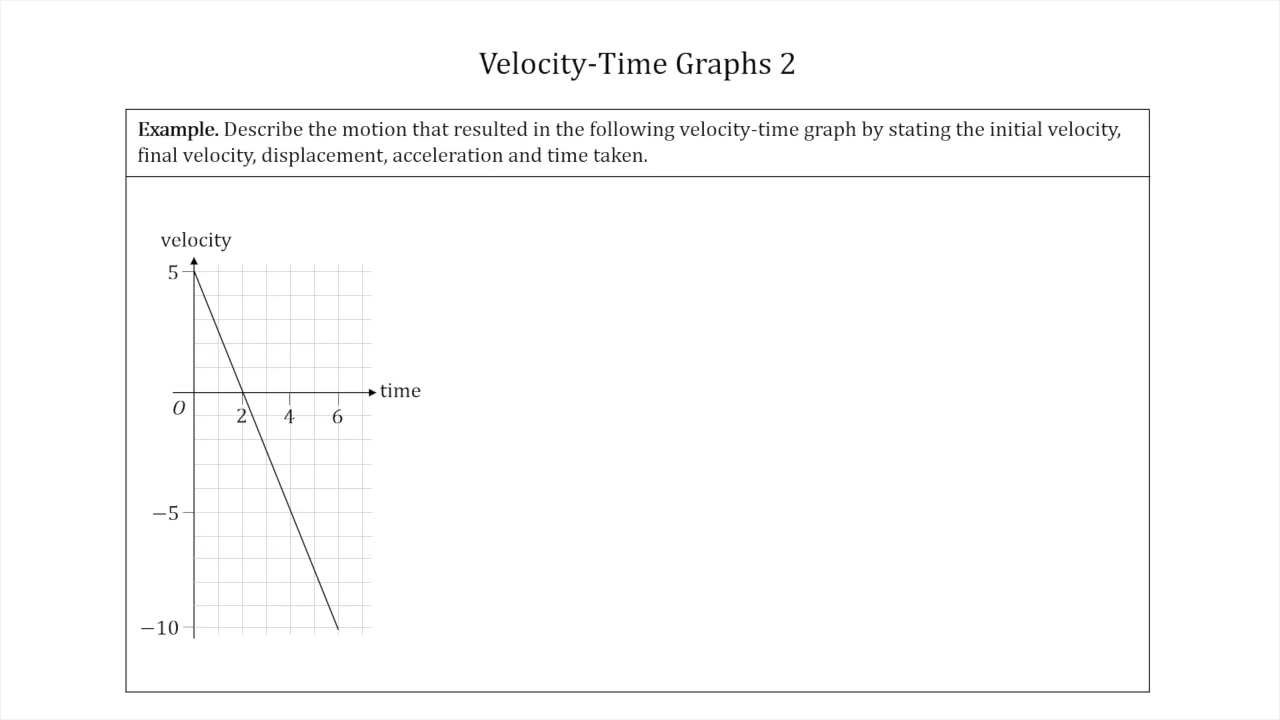 Velocity-Time Graphs 2
Example. Describe the motion that resulted in the following velocity-time graph by stating the initial velocity,
final velocity, displacement, acceleration and time taken.
velocity
5
time
O
2 4 6
−5
−10